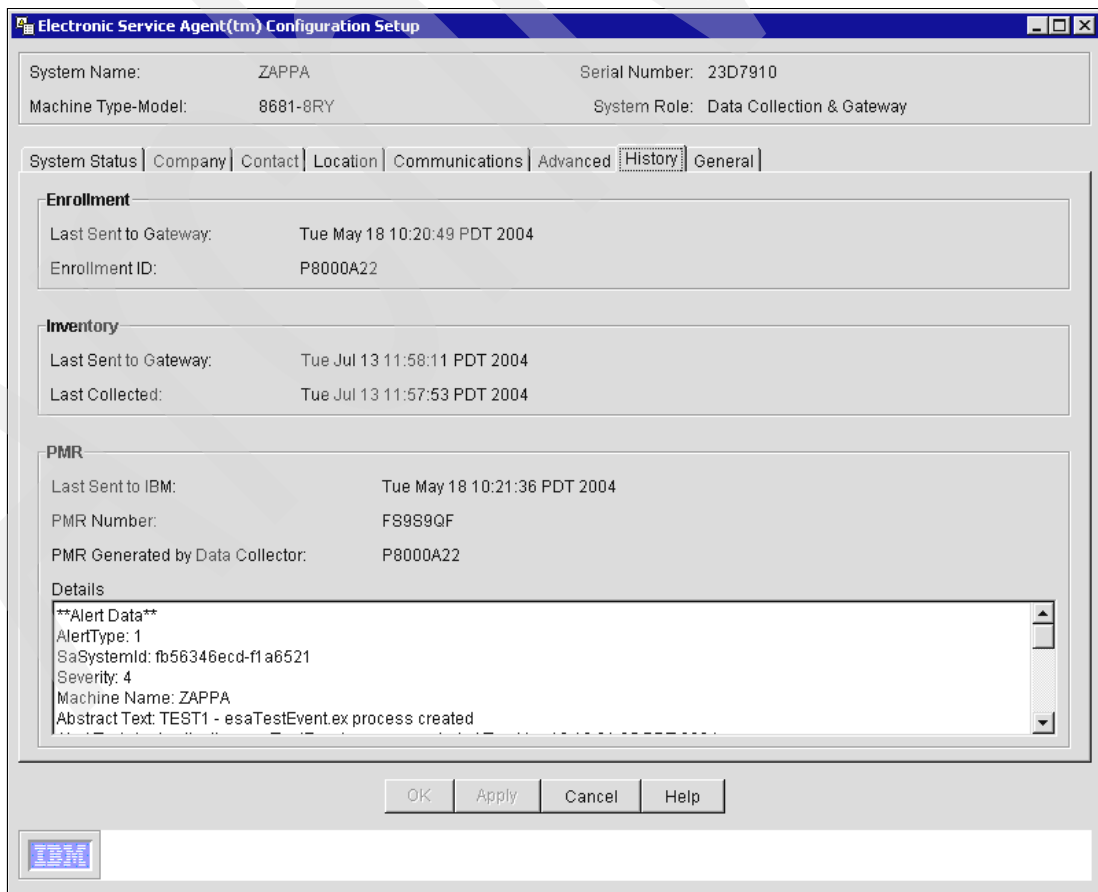 Electronic Service Agent(tm) Configuration Setup
System Name: ZAPPA Serial Number: 23D7910
Machine Type-Model: 8681-8RY System Role: Data Collection & Gateway
System Status Company Contact Location Communications Advanced History General
Enrollment
Last Sent to Gateway: Tue May 18 10:20:49 PDT 2004
Enrollment ID: P8000A22
Inventory
Last Sent to Gateway: Tue Jul 13 11:58:11 PDT 2004
Last Collected: Tue Jul 13 11:57:53 PDT 2004
PMR
Last Sent to IBM: Tue May 18 10:21:36 PDT 2004
PMR Number: FS9S9QF
PMR Generated by Data Collector: P8000A22
Details
**Alert Data**
AlertType: 1
SaSystemId: fb56346ecd-f1a6521
Severity: 4
Machine Name: ZAPPA
Abstract Text: TEST1 - esaTestEvent.ex process created
OK Apply Cancel Help
IBM